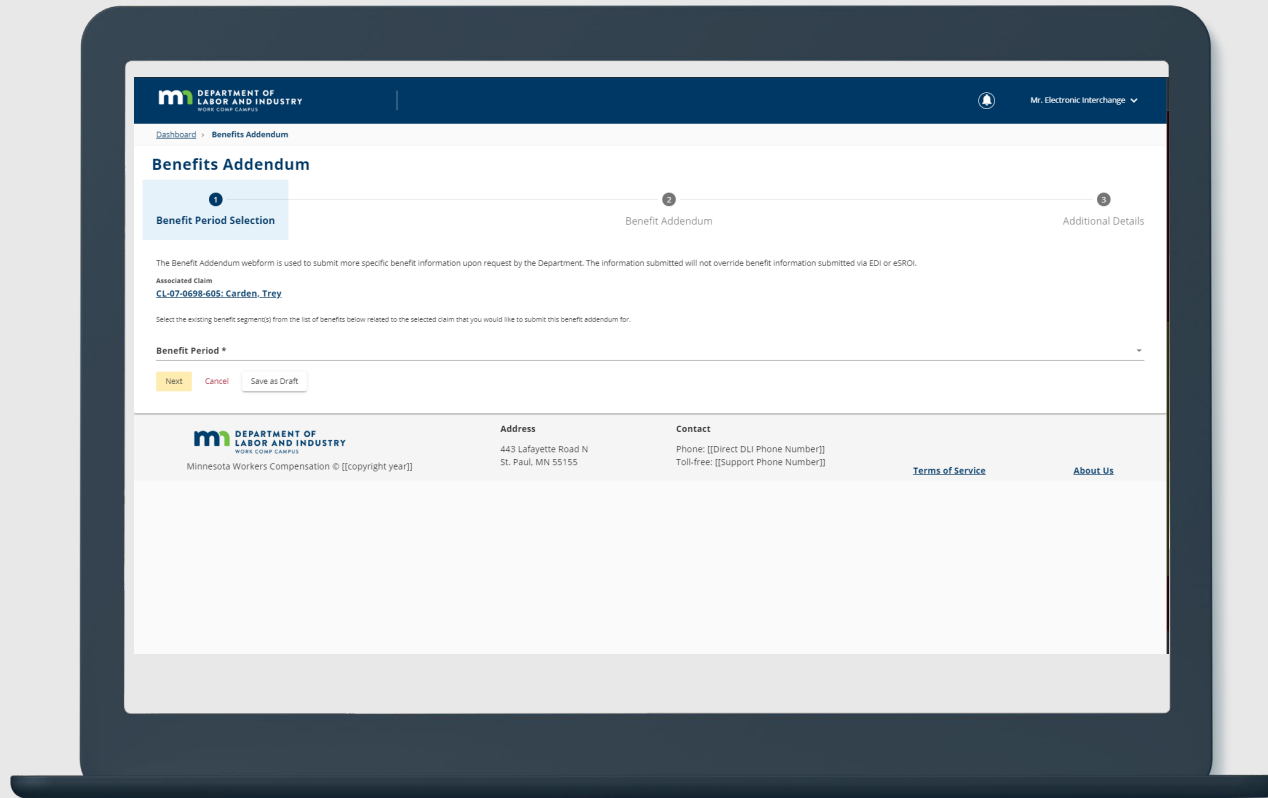 DEPARTMENT OF
LABOR AND INDUSTRY
WORK COMP CAMPUS
Mr. Electronic Interchange
Dashboard > Benefits Addendum
Benefits Addendum
1
Benefit Period Selection
2
Benefit Addendum
3
Additional Details
The Benefit Addendum webform is used to submit more specific benefit information upon request by the Department. The information submitted will not override benefit information submitted via EDI or eSROI.
Associated Claim
CL-07-0698-605: Carden, Trey
Select the existing benefit segment(s) from the list of benefits below related to the selected claim that you would like to submit this benefit addendum for.
Benefit Period *
Next Cancel Save as Draft
DEPARTMENT OF
LABOR AND INDUSTRY
WORK COMP CAMPUS
Minnesota Workers Compensation © [[copyright year]]
Address
443 Lafayette Road N
St. Paul, MN 55155
Contact
Phone: [[Direct DLI Phone Number]]
Toll-free: [[Support Phone Number]]
Terms of Service
About Us